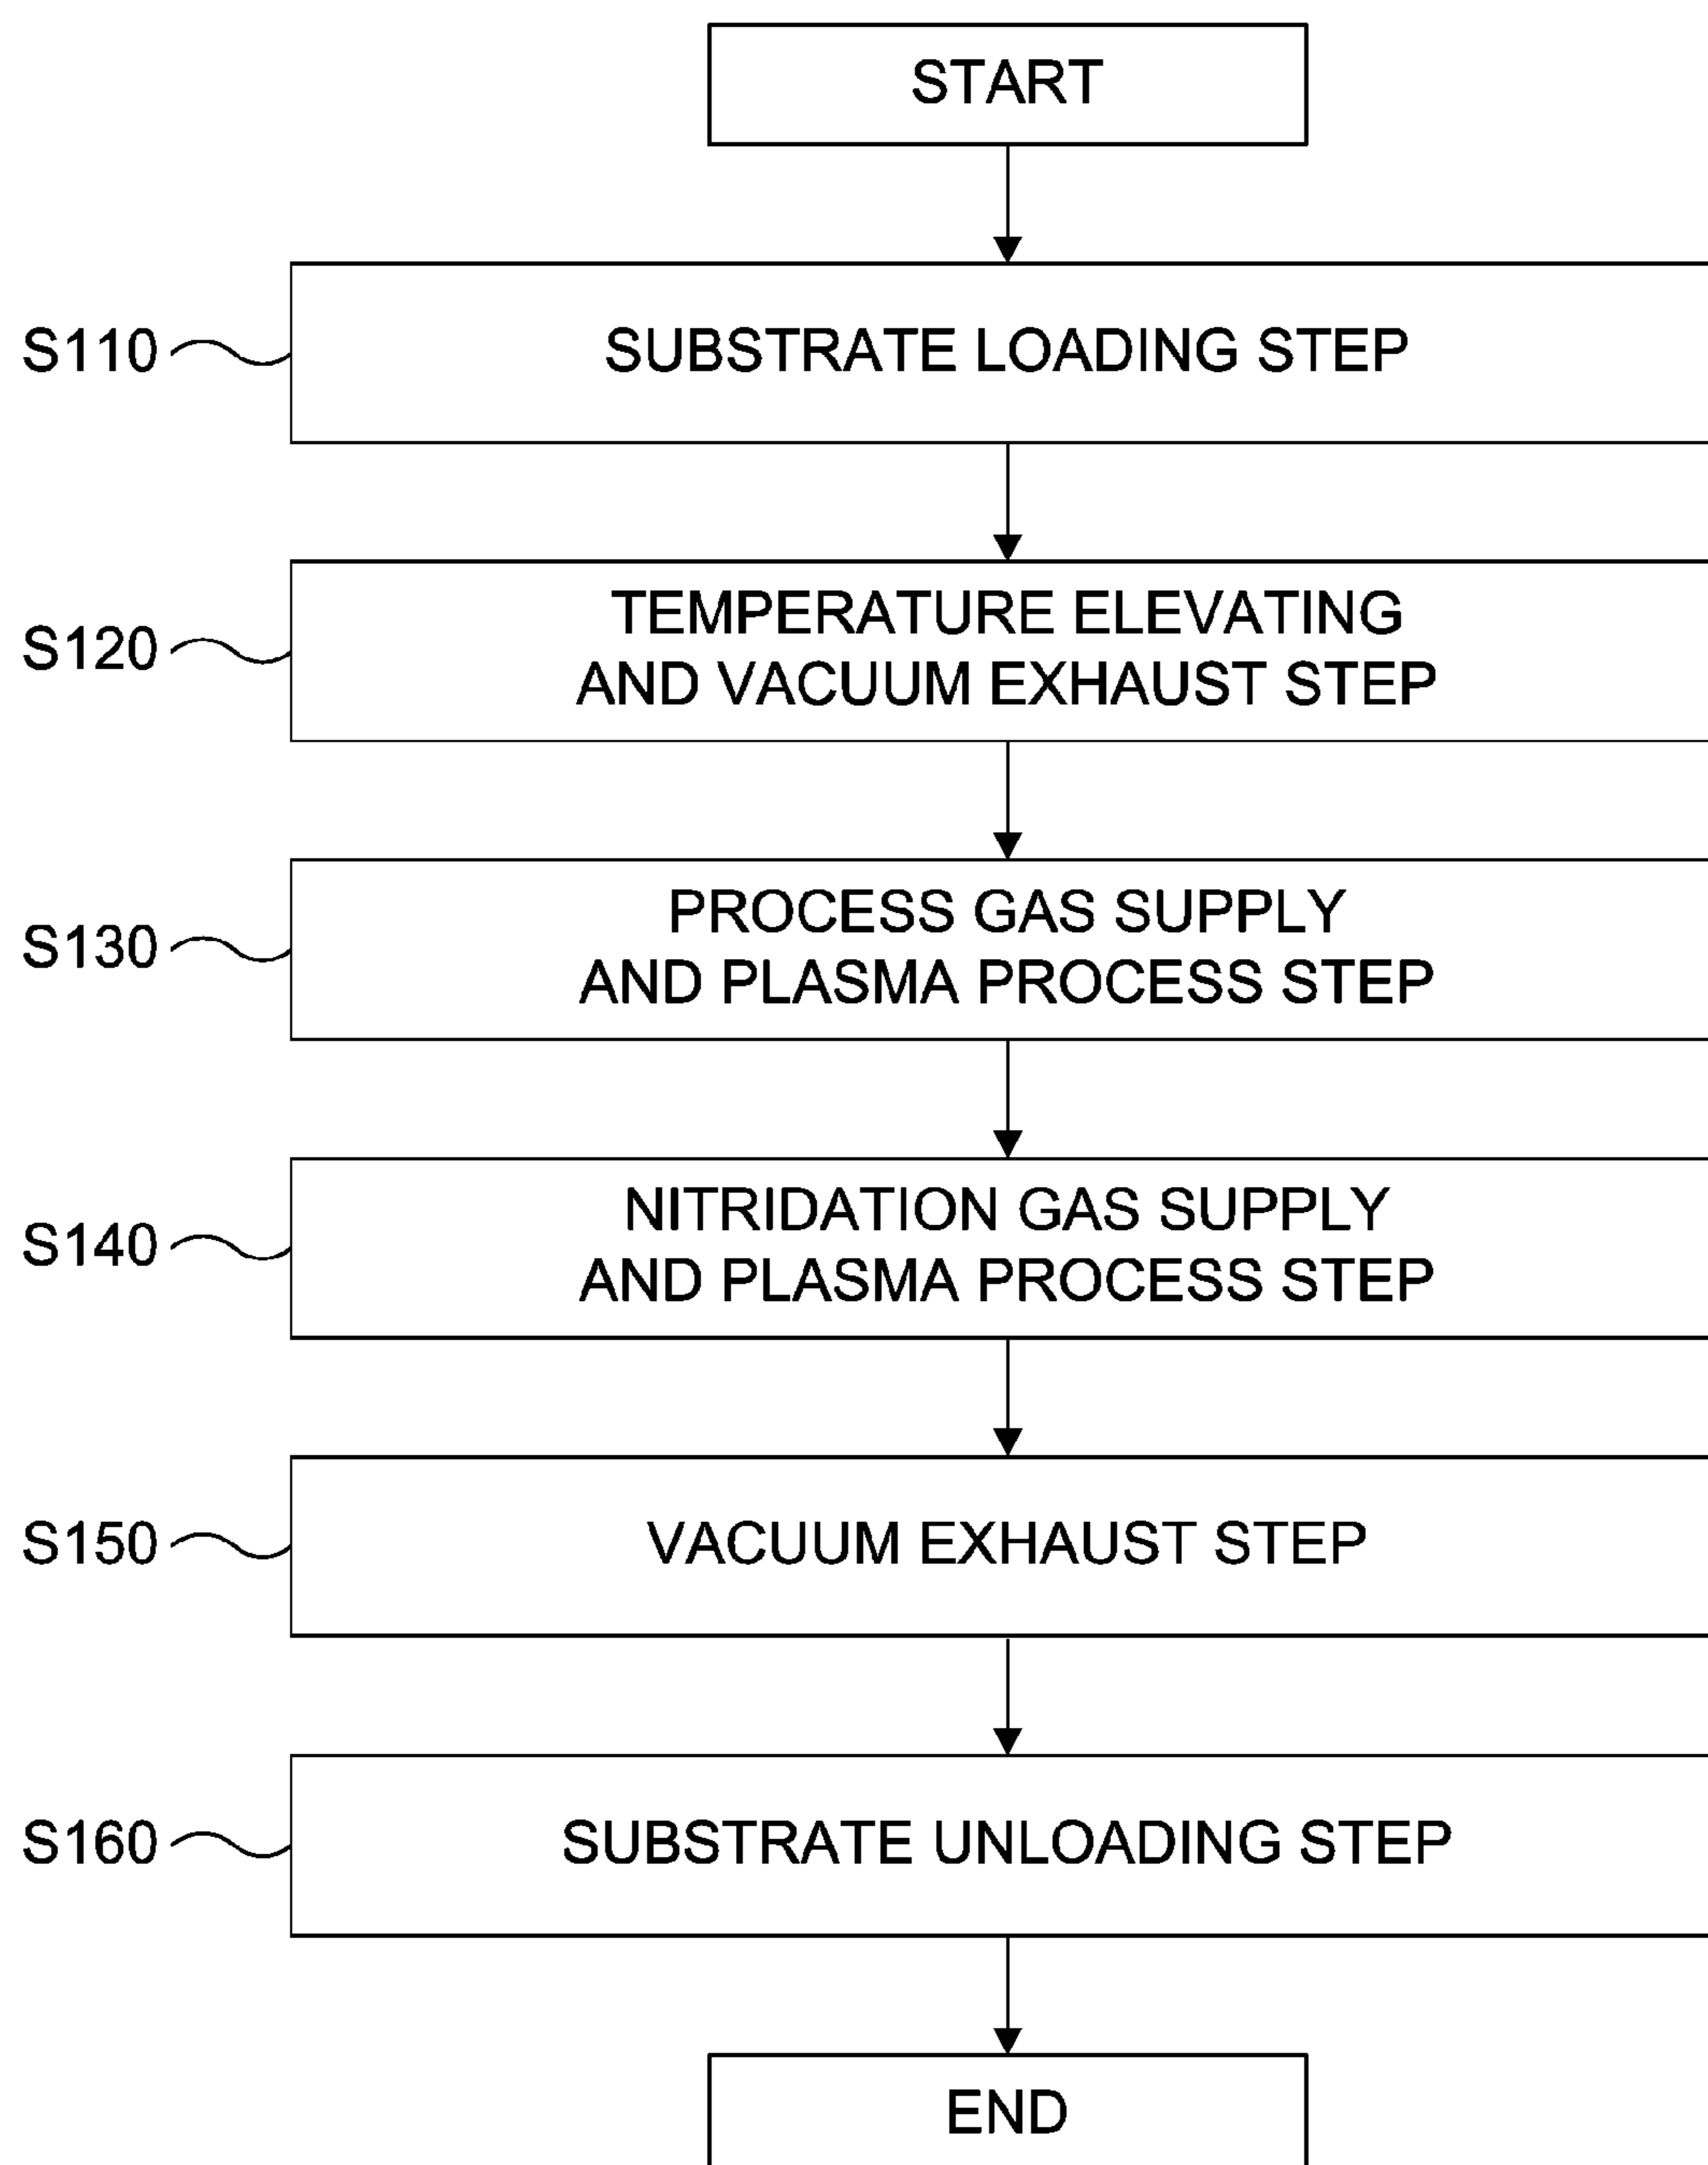 START
S110
SUBSTRATE LOADING STEP
S120
TEMPERATURE ELEVATING
AND VACUUM EXHAUST STEP
S130
PROCESS GAS SUPPLY
AND PLASMA PROCESS STEP
S140
NITRIDATION GAS SUPPLY
AND PLASMA PROCESS STEP
S150
VACUUM EXHAUST STEP
S160
SUBSTRATE UNLOADING STEP
END